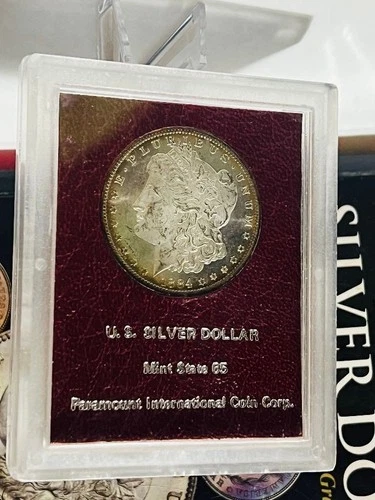 E·PLURIBUS UNUM
U.S. SILVER DOLLAR
Mint State 65
Paramount International Coin Corp.
SILVER DO